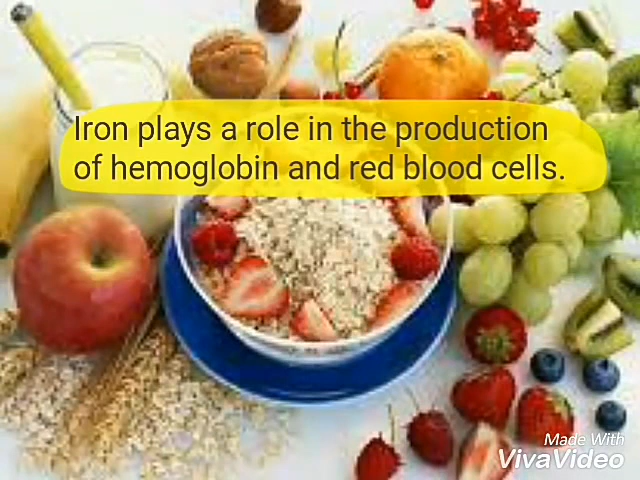 Iron plays a role in the production
of hemoglobin and red blood cells.
Made With
VivaVideo